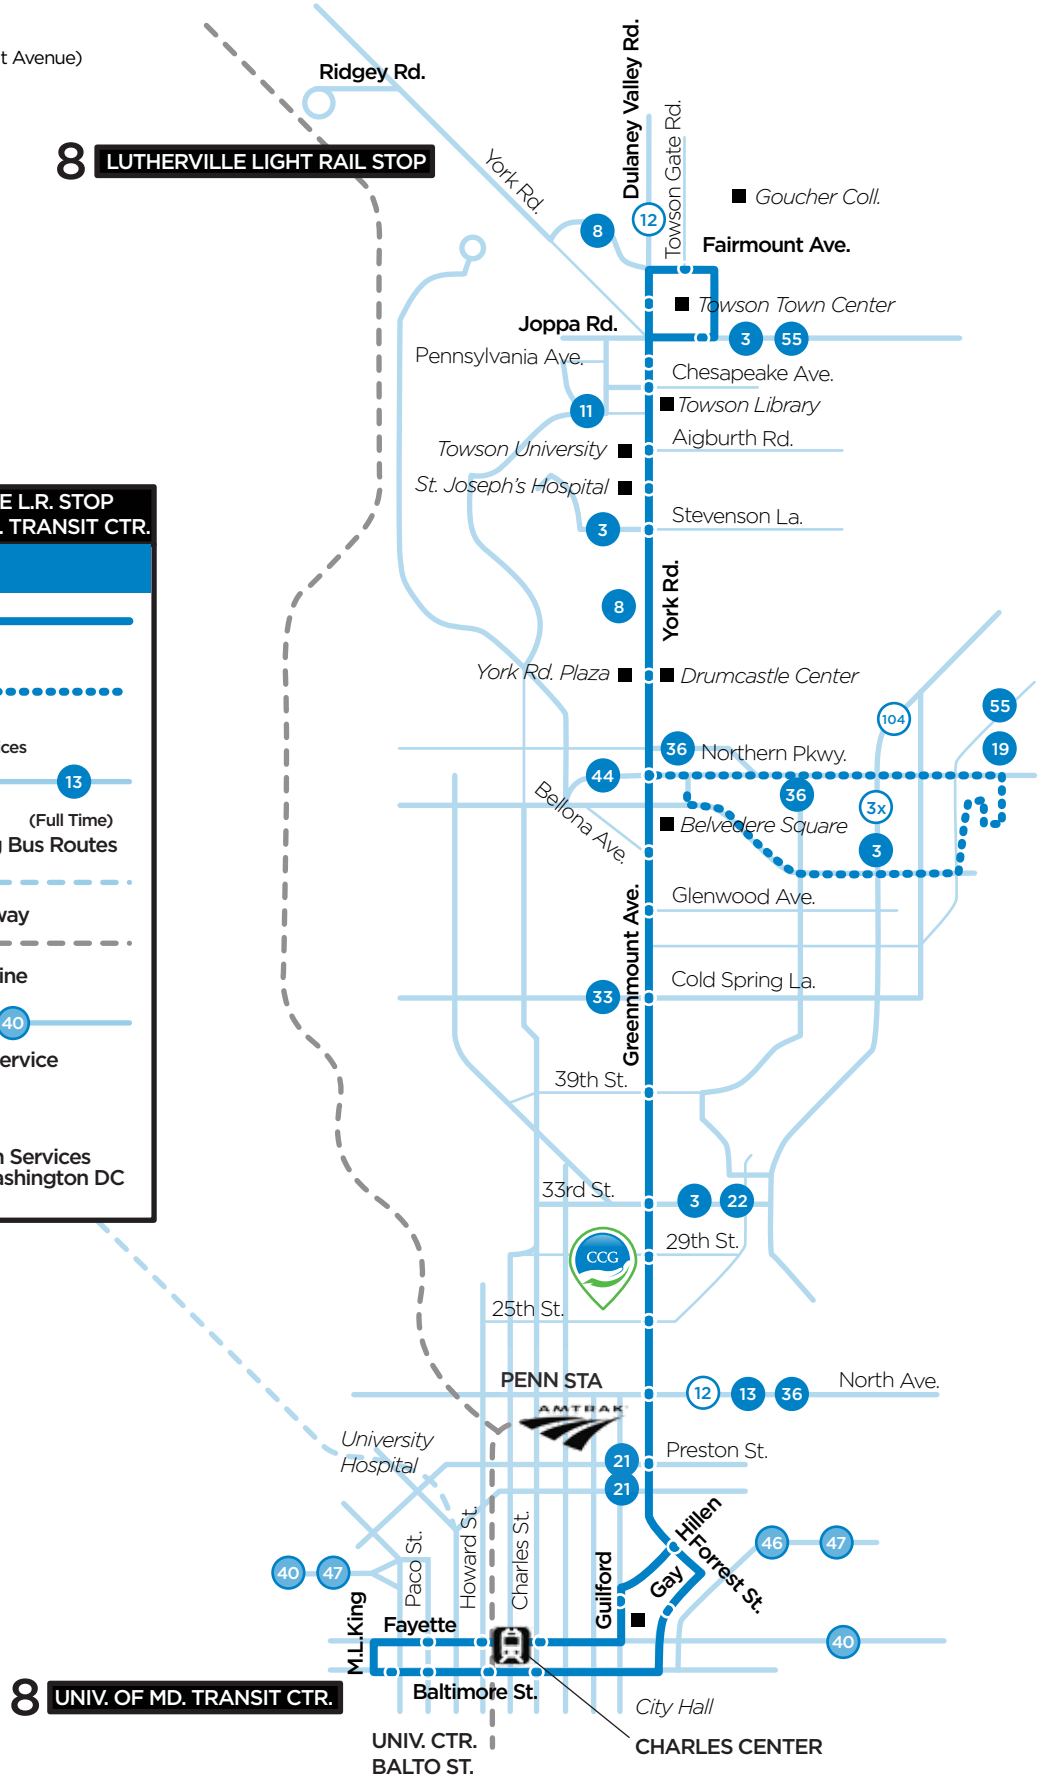 t Avenue)
Ridgey Rd.
Dulaney Valley Rd.
Towson Gate Rd.
8 LUTHERVILLE LIGHT RAIL STOP
York Rd.
Goucher Coll.
12
8
Fairmount Ave.
Towson Town Center
Joppa Rd.
3
55
Pennsylvania Ave.
Chesapeake Ave.
11
Towson Library
Towson University
Aigburth Rd.
St. Joseph's Hospital
E L.R. STOP
. TRANSIT CTR.
3
Stevenson La.
York Rd.
8
York Rd. Plaza
Drumcastle Center
55
104
19
ices
36
Northern Pkwy.
13
44
36
3x
Bellona Ave.
(Full Time)
Belvedere Square
g Bus Routes
3
Glenwood Ave.
way
Greennmount Ave.
ine
Cold Spring La.
33
40
ervice
39th St.
n Services
ashington DC
33rd St.
3
22
29th St.
CCG
25th St.
PENN STA
12
13
36
North Ave.
AMTRAK
University
Hospital
Preston St.
21
21
Hillen
Forrest St.
46
47
40
47
Paco St.
Howard St.
Charles St.
Guilford
Gay
M.L.King
Fayette
40
8 UNIV. OF MD. TRANSIT CTR.
Baltimore St.
City Hall
UNIV. CTR.
BALTO ST.
CHARLES CENTER